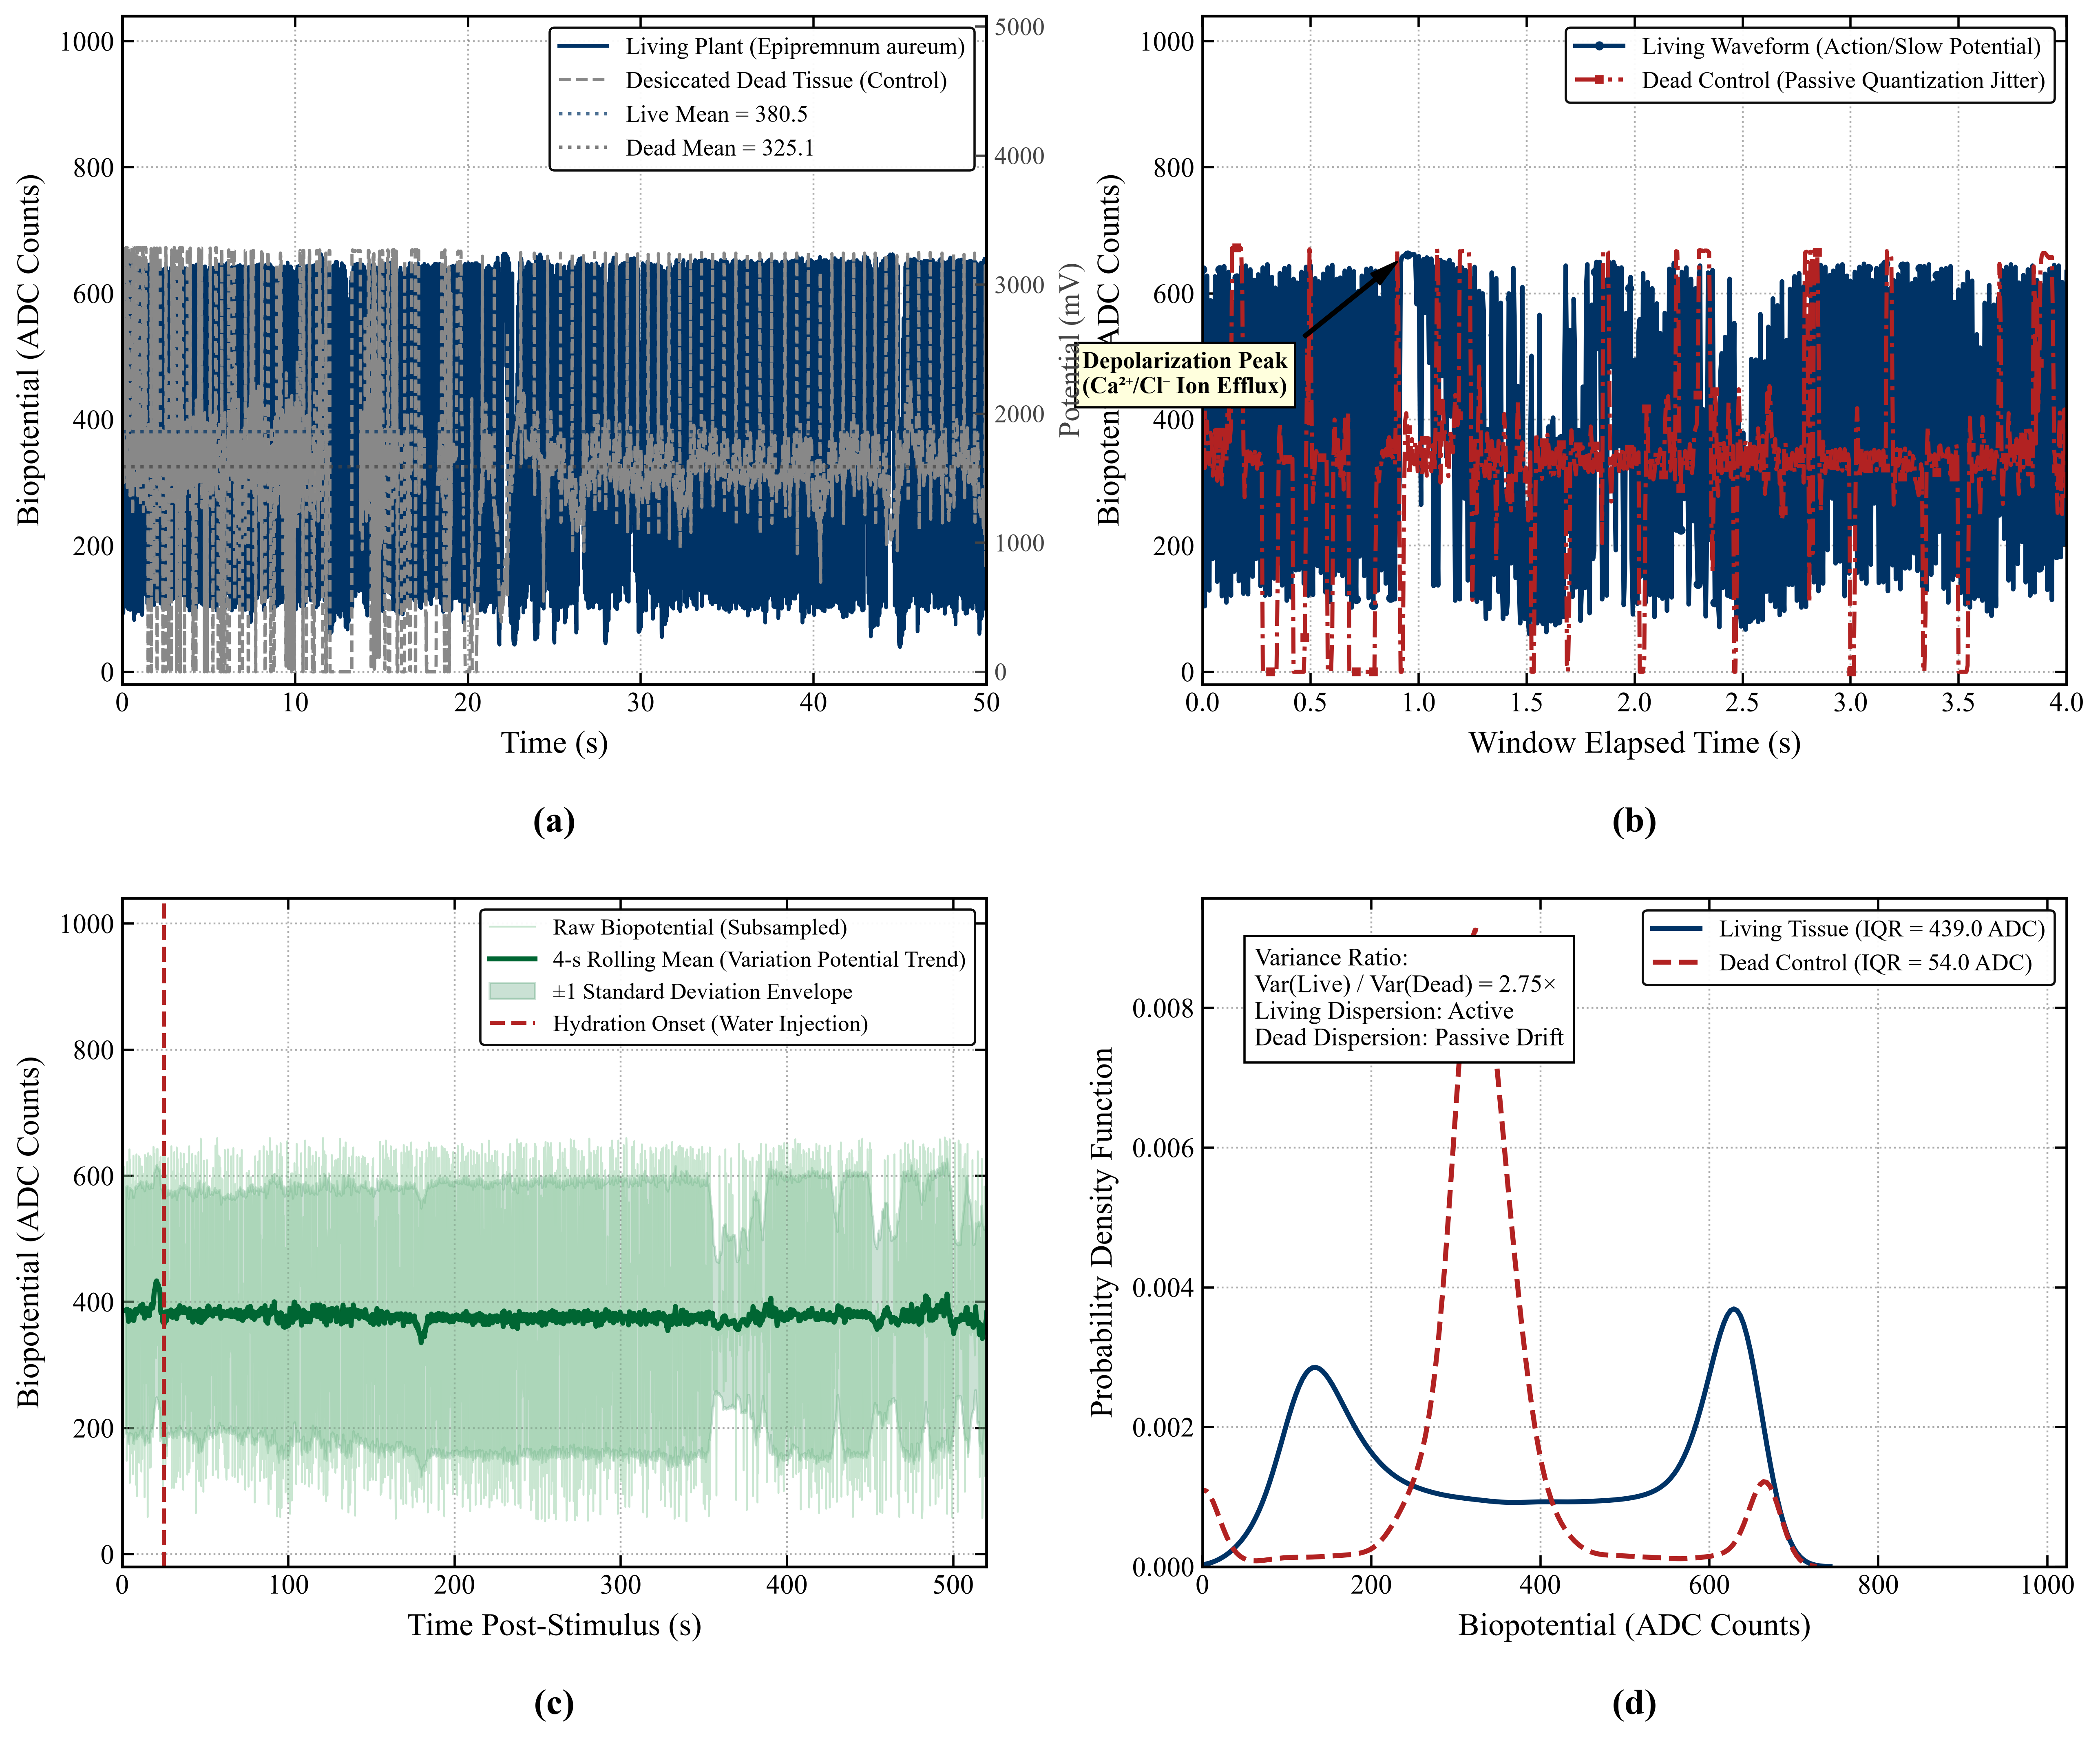 Biopotential (ADC Counts)
1000
800
600
400
200
0
Living Plant (Epipremnum aureum)
Desiccated Dead Tissue (Control)
Live Mean = 380.5
Dead Mean = 325.1
5000
4000
3000
2000
1000
0
Potential (mV)
0 10 20 30 40 50
Time (s)
(a)
Biopotential (ADC Counts)
1000
800
600
400
200
0
Living Waveform (Action/Slow Potential)
Dead Control (Passive Quantization Jitter)
Depolarization Peak
(Ca²⁺/Cl⁻ Ion Efflux)
0.0 0.5 1.0 1.5 2.0 2.5 3.0 3.5 4.0
Window Elapsed Time (s)
(b)
Biopotential (ADC Counts)
1000
800
600
400
200
0
Raw Biopotential (Subsampled)
4-s Rolling Mean (Variation Potential Trend)
±1 Standard Deviation Envelope
Hydration Onset (Water Injection)
0 100 200 300 400 500
Time Post-Stimulus (s)
(c)
Probability Density Function
0.008
0.006
0.004
0.002
0.000
Variance Ratio:
Var(Live) / Var(Dead) = 2.75×
Living Dispersion: Active
Dead Dispersion: Passive Drift
Living Tissue (IQR = 439.0 ADC)
Dead Control (IQR = 54.0 ADC)
0 200 400 600 800 1000
Biopotential (ADC Counts)
(d)